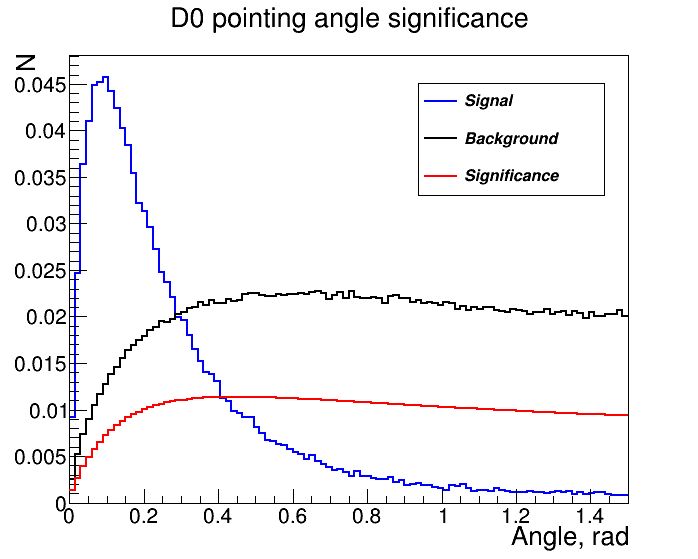 D0 pointing angle significance
N
0.045
0.04
0.035
0.03
0.025
0.02
0.015
0.01
0.005
0
Signal
Background
Significance
0 0.2 0.4 0.6 0.8 1 1.2 1.4
Angle, rad